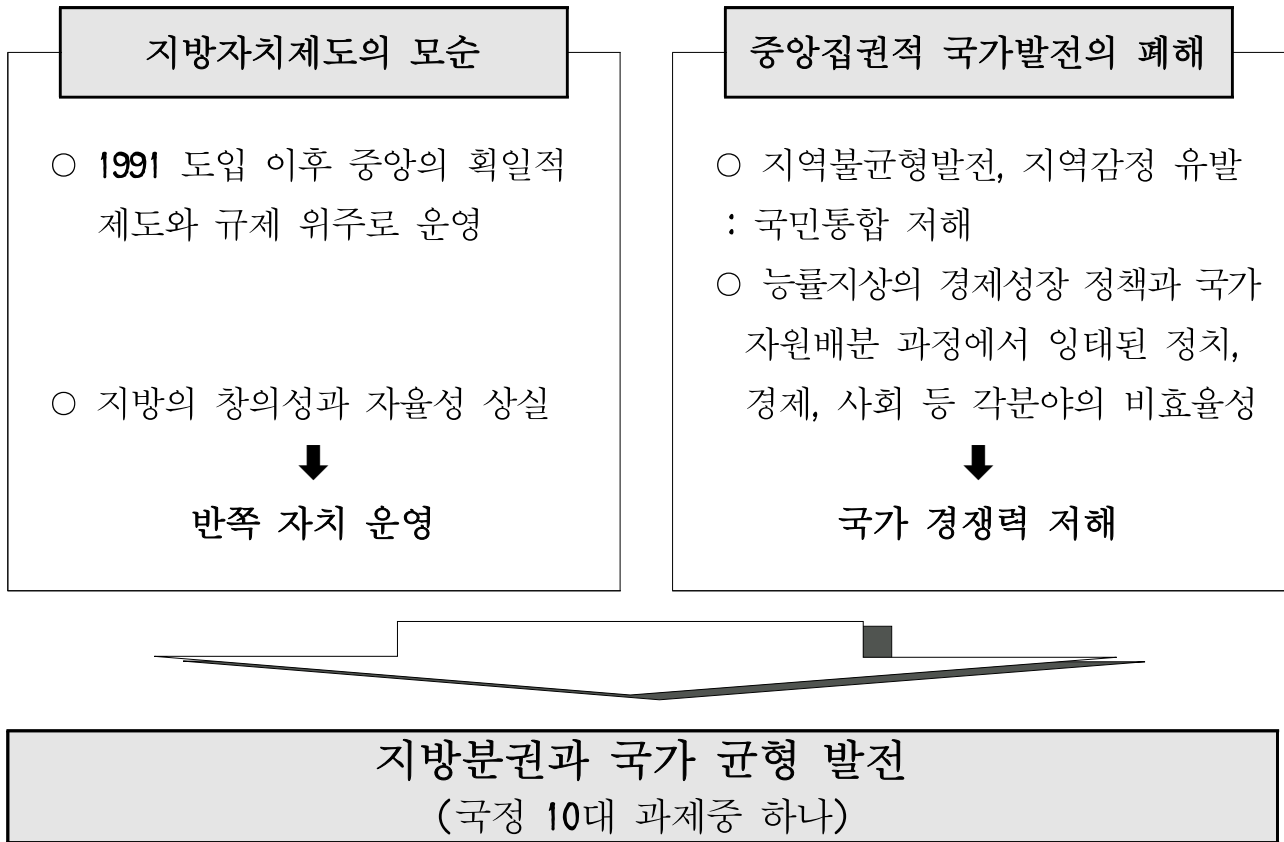 지방자치제도의 모순
○ 1991 도입 이후 중앙의 획일적
제도와 규제 위주로 운영
○ 지방의 창의성과 자율성 상실
반쪽 자치 운영
중앙집권적 국가발전의 폐해
○ 지역불균형발전, 지역감정 유발
: 국민통합 저해
○ 능률지상의 경제성장 정책과 국가
자원배분 과정에서 잉태된 정치,
경제, 사회 등 각분야의 비효율성
국가 경쟁력 저해
지방분권과 국가 균형 발전
(국정 10대 과제중 하나)